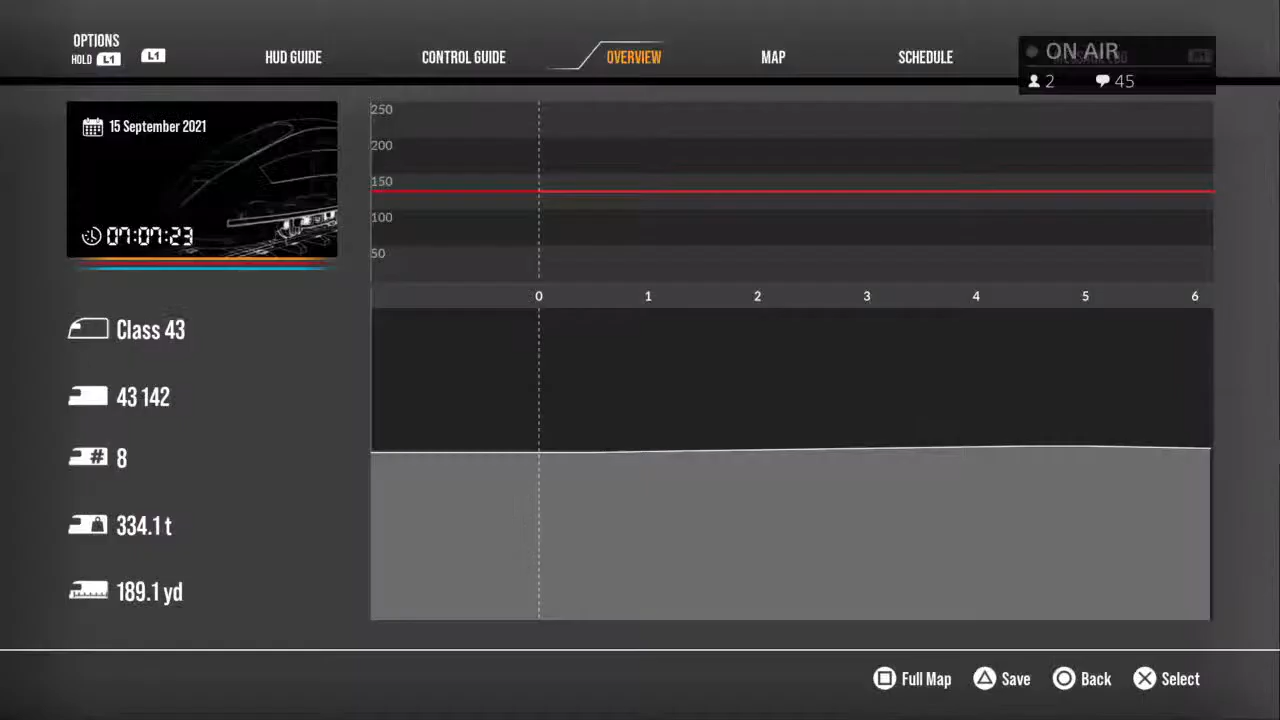 OPTIONS
HOLD L1
L1
HUD GUIDE
CONTROL GUIDE
OVERVIEW
MAP
SCHEDULE
ON AIR
2
45
15 September 2021
07:07:23
250
200
150
100
50
0 1 2 3 4 5 6
Class 43
43 142
8
334.1 t
189.1 yd
Full Map
Save
Back
Select